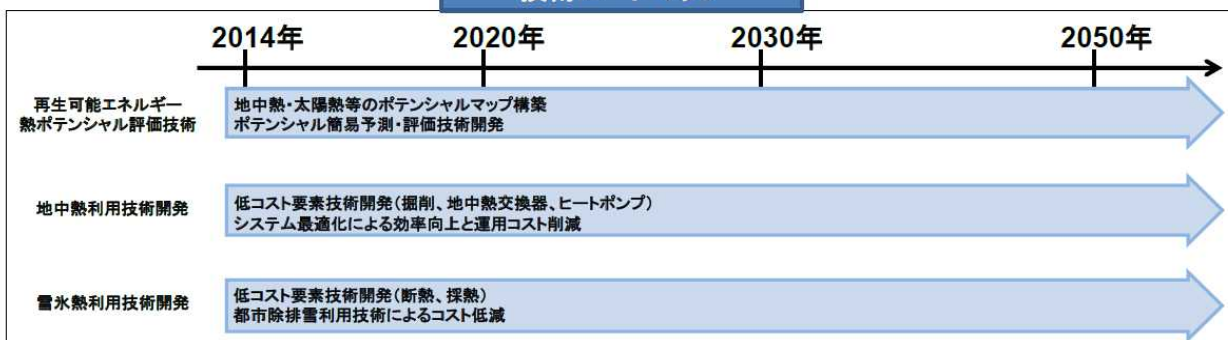 2014年 2020年 2030年 2050年
再生可能エネルギー
熱ポテンシャル評価技術
地中熱・太陽熱等のポテンシャルマップ構築
ポテンシャル簡易予測・評価技術開発
地中熱利用技術開発
低コスト要素技術開発(掘削、地中熱交換器、ヒートポンプ)
システム最適化による効率向上と運用コスト削減
雪氷熱利用技術開発
低コスト要素技術開発(断熱、採熱)
都市除排雪利用技術によるコスト低減